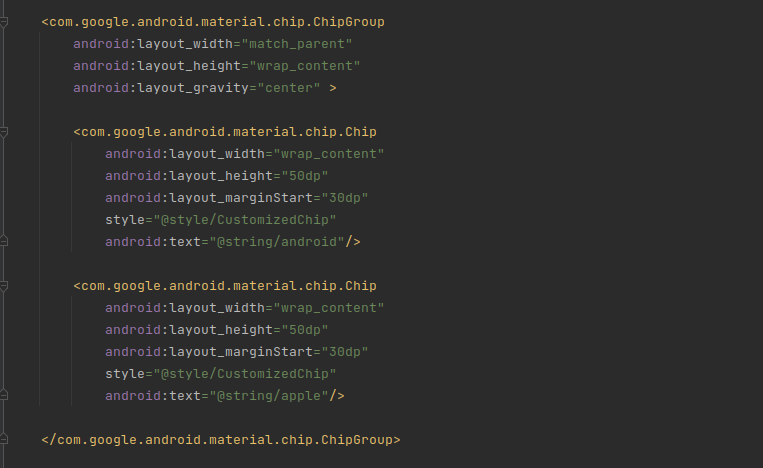 <com.google.android.material.chip.ChipGroup
android:layout_width="match_parent"
android:layout_height="wrap_content"
android:layout_gravity="center" >
<com.google.android.material.chip.Chip
android:layout_width="wrap_content"
android:layout_height="50dp"
android:layout_marginStart="30dp"
style="@style/CustomizedChip"
android:text="@string/android"/>
<com.google.android.material.chip.Chip
android:layout_width="wrap_content"
android:layout_height="50dp"
android:layout_marginStart="30dp"
style="@style/CustomizedChip"
android:text="@string/apple"/>
</com.google.android.material.chip.ChipGroup>